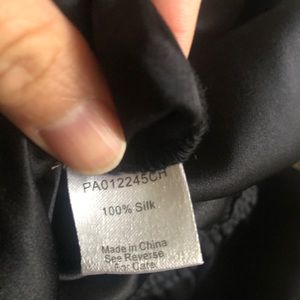 PA012245CH
100% Silk
Made in China
See Reverse
For Care